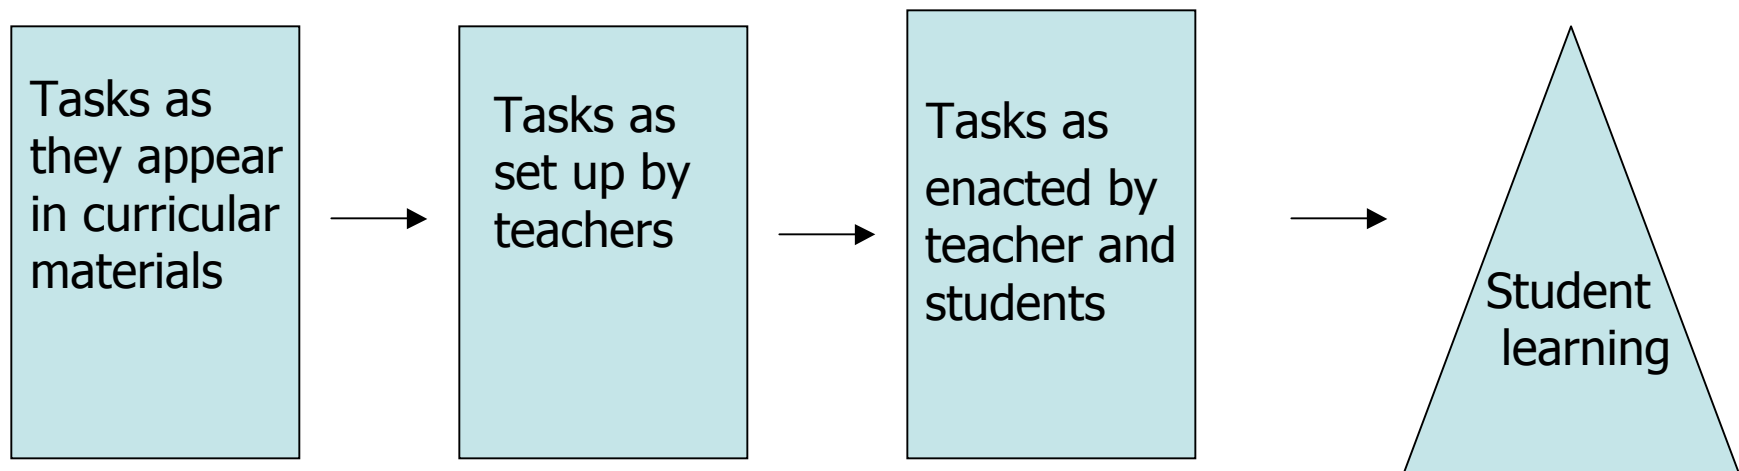 Tasks as
they appear
in curricular
materials
Tasks as
set up by
teachers
Tasks as
enacted by
teacher and
students
Student
learning